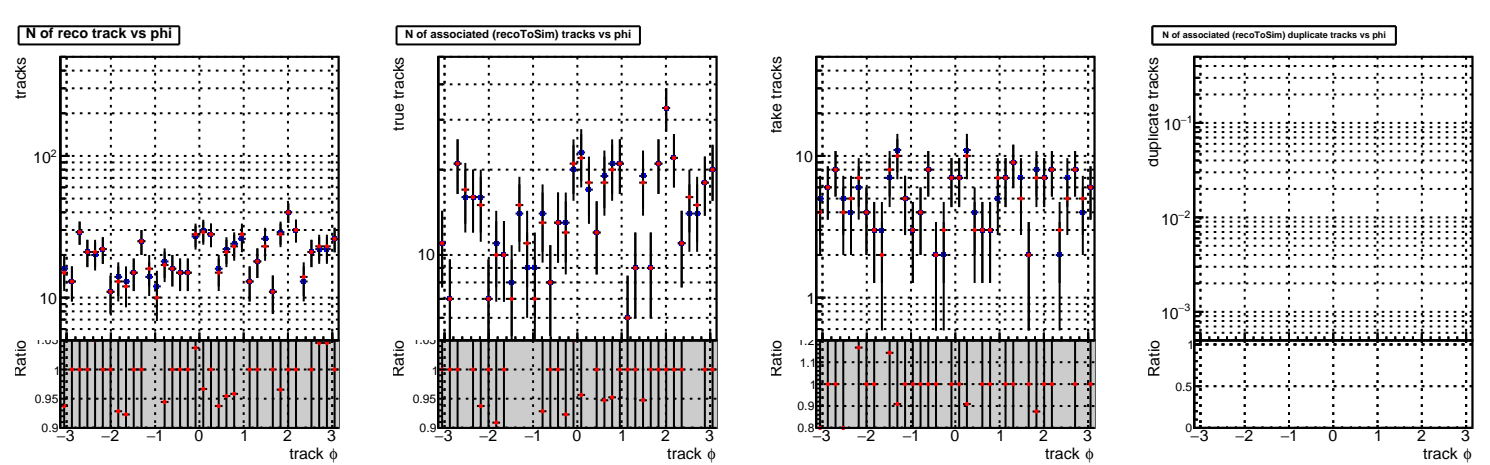 N of reco track vs phi
tracks
10²
10
Ratio
1
0.95
0.9
−3 −2 −1 0 1 2 3
track ϕ
N of associated (recoToSim) tracks vs phi
true tracks
10
Ratio
1.05
1
0.95
0.9
−3 −2 −1 0 1 2 3
track ϕ
fake tracks
10
1
Ratio
1.2
1.1
1
0.9
0.8
−3 −2 −1 0 1 2 3
track ϕ
N of associated (recoToSim) duplicate tracks vs phi
duplicate tracks
10⁻¹
10⁻²
10⁻³
Ratio
1
0.5
0
−3 −2 −1 0 1 2 3
track ϕ